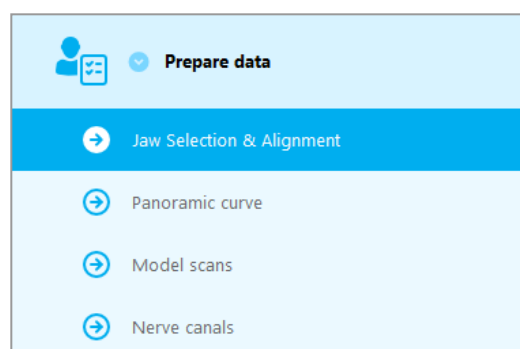 Prepare data
Jaw Selection & Alignment
Panoramic curve
Model scans
Nerve canals